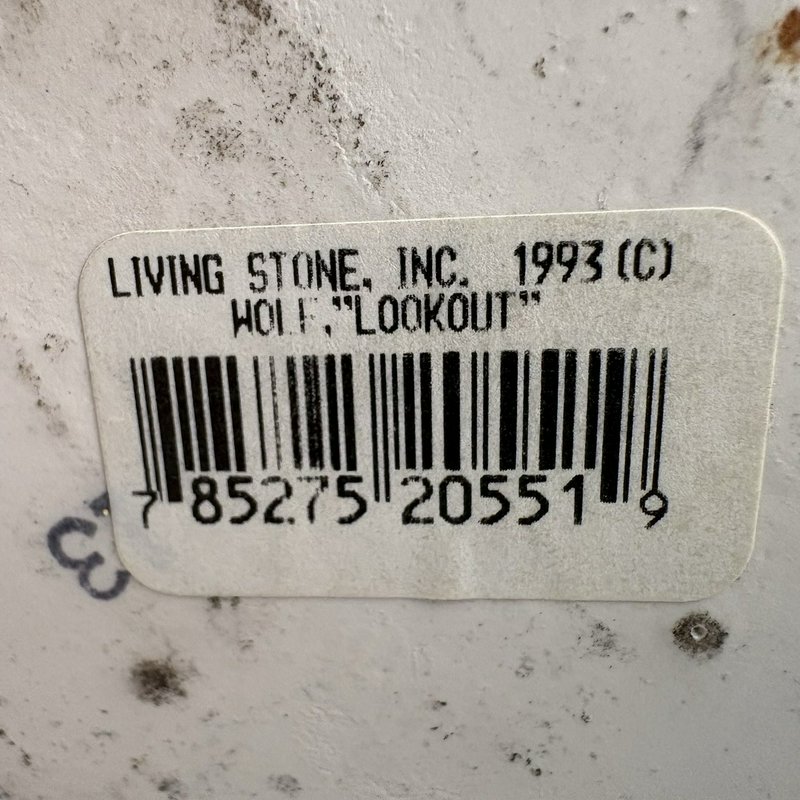 LIVING STONE, INC. 1993 (C)
WOLF, "LOOKOUT"
7 85275 20551 9